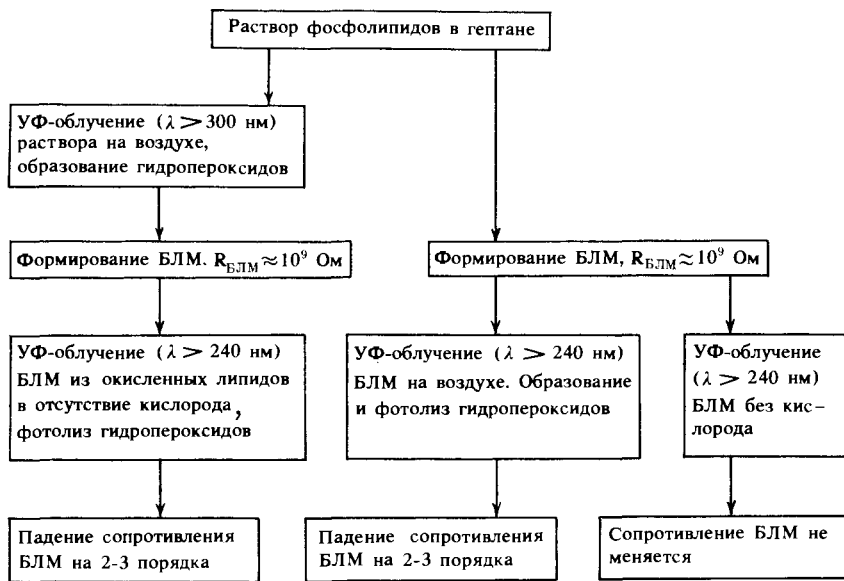 Раствор фосфолипидов в гептане
УФ-облучение (λ > 300 нм)
раствора на воздухе,
образование гидропероксидов
Формирование БЛМ. R_БЛМ ≈ 10⁹ Ом
Формирование БЛМ, R_БЛМ ≈ 10⁹ Ом
УФ-облучение (λ > 240 нм)
БЛМ из окисленных липидов
в отсутствие кислорода,
фотолиз гидропероксидов
УФ-облучение (λ > 240 нм)
БЛМ на воздухе. Образование
и фотолиз гидропероксидов
УФ-облучение
(λ > 240 нм)
БЛМ без кис-
лорода
Падение сопротивления
БЛМ на 2-3 порядка
Падение сопротивления
БЛМ на 2-3 порядка
Сопротивление БЛМ не
меняется